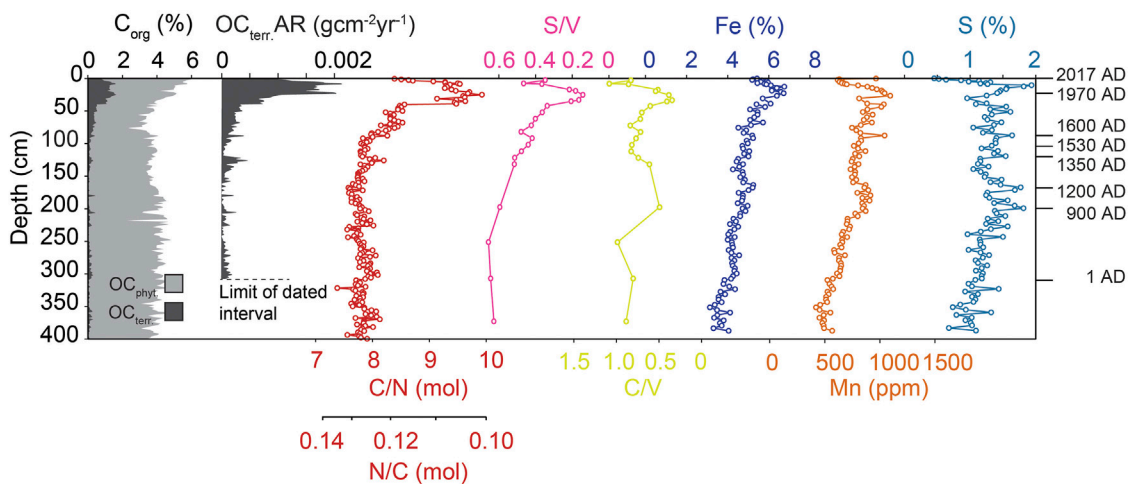 C_org (%) OC_terr. AR (gcm⁻²yr⁻¹) S/V Fe (%) S (%)
0 2 4 6 0 0.002 0.6 0.4 0.2 0 0 2 4 6 8 0 1 2
Depth (cm)
0
50
100
150
200
250
300
350
400
2017 AD
1970 AD
1600 AD
1530 AD
1350 AD
1200 AD
900 AD
1 AD
OC_phyt.
OC_terr.
Limit of dated
interval
7 8 9 10 1.5 1.0 0.5 0 0 500 1000 1500
C/N (mol) C/V Mn (ppm)
0.14 0.12 0.10
N/C (mol)